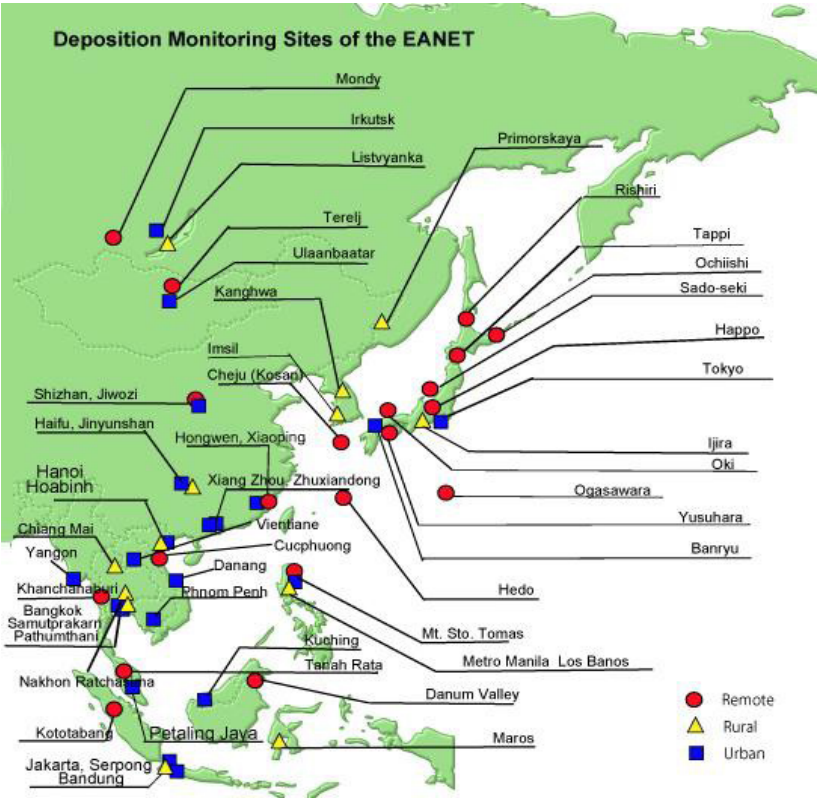 Deposition Monitoring Sites of the EANET
Mondy
Irkutsk
Primorskaya
Listvyanka
Rishiri
Terelj
Tappi
Ulaanbaatar
Ochiishi
Kanghwa
Sado-seki
Happo
Imsil
Cheju (Kosan)
Tokyo
Shizhan, Jiwozi
Haifu, Jinyunshan
Hongwen, Xiaoping
Ijira
Oki
Hanoi
Hoabinh
Xiang Zhou, Zhuxiandong
Ogasawara
Yusuhara
Chiang Mai
Vientiane
Cucphuong
Banryu
Yangon
Danang
Khanchanaburi
Phnom Penh
Hedo
Bangkok
Samutprakarn
Pathumthani
Mt. Sto. Tomas
Kuching
Metro Manila Los Banos
Tanah Rata
Nakhon Ratchasima
Danum Valley
Remote
Kototabang
Petaling Jaya
Rural
Maros
Urban
Jakarta, Serpong
Bandung